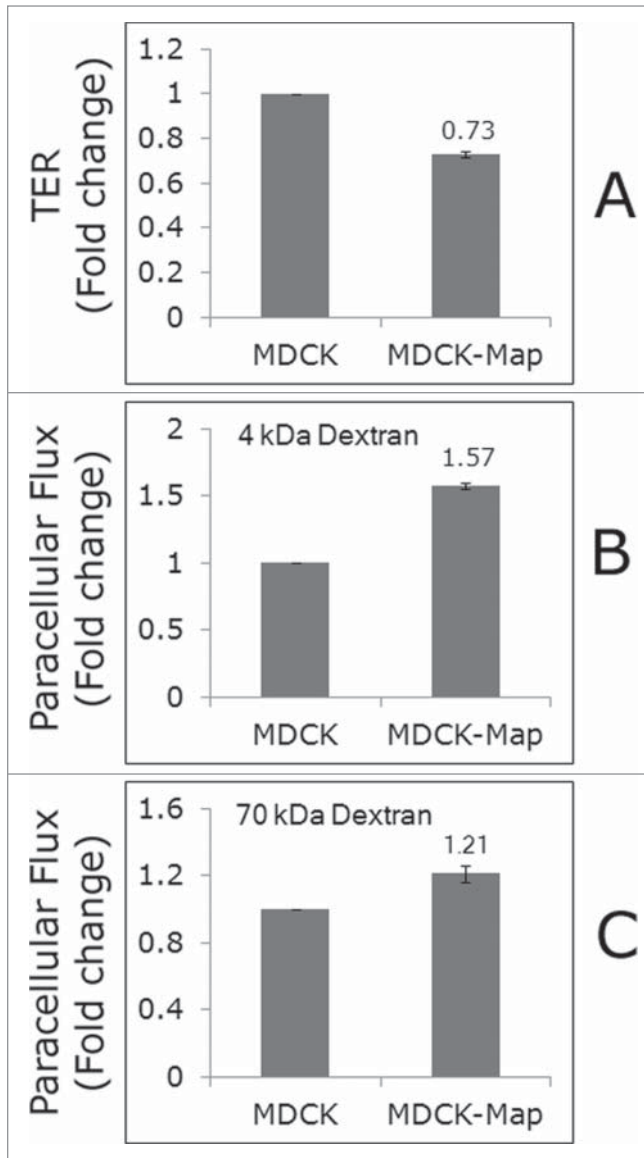 TER
(Fold change)
1.2
1
0.8
0.6
0.4
0.2
0
0.73
MDCK
MDCK-Map
A
Paracellular Flux
(Fold change)
2
1.5
1
0.5
0
4 kDa Dextran
1.57
MDCK
MDCK-Map
B
Paracellular Flux
(Fold change)
1.6
1.2
0.8
0.4
0
70 kDa Dextran
1.21
MDCK
MDCK-Map
C